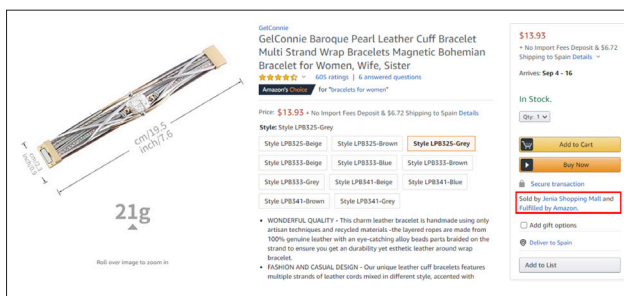 GelConnie
GelConnie Baroque Pearl Leather Cuff Bracelet
Multi Strand Wrap Bracelets Magnetic Bohemian
Bracelet for Women, Wife, Sister
605 ratings | 6 answered questions
Amazon's Choice for "bracelets for women"
Price: $13.93 + No Import Fees Deposit & $6.72 Shipping to Spain Details
Style: Style LPB325-Grey
Style LPB325-Beige Style LPB325-Brown Style LPB325-Grey
Style LPB333-Beige Style LPB333-Blue Style LPB333-Brown
Style LPB333-Grey Style LPB341-Beige Style LPB341-Blue
Style LPB341-Brown Style LPB341-Grey
• WONDERFUL QUALITY - This charm leather bracelet is handmade using only
artisan techniques and recycled materials -the layered ropes are made from
100% genuine leather with an eye-catching alloy beads parts braided on the
strand to ensure you get an durability yet esthetic leather around wrap
bracelet.
• FASHION AND CASUAL DESIGN - Our unique leather cuff bracelets features
multiple strands of leather cords mixed in different style, accented with
cm/19.5
inch/7.6
cm/2.3
inch/0.9
21g
Roll over image to zoom in
$13.93
+ No Import Fees Deposit & $6.72
Shipping to Spain Details
Arrives: Sep 4 - 16
In Stock.
Qty: 1
Add to Cart
Buy Now
Secure transaction
Sold by Jenia Shopping Mall and
Fulfilled by Amazon.
Add gift options
Deliver to Spain
Add to List